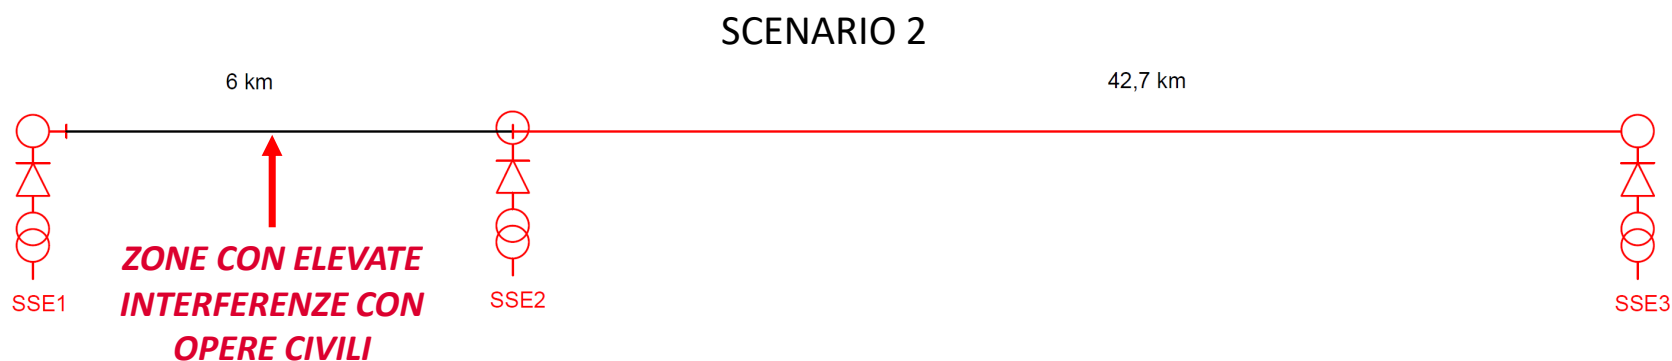 SCENARIO 2
6 km
42,7 km
ZONE CON ELEVATE
INTERFERENZE CON
OPERE CIVILI
SSE1
SSE2
SSE3